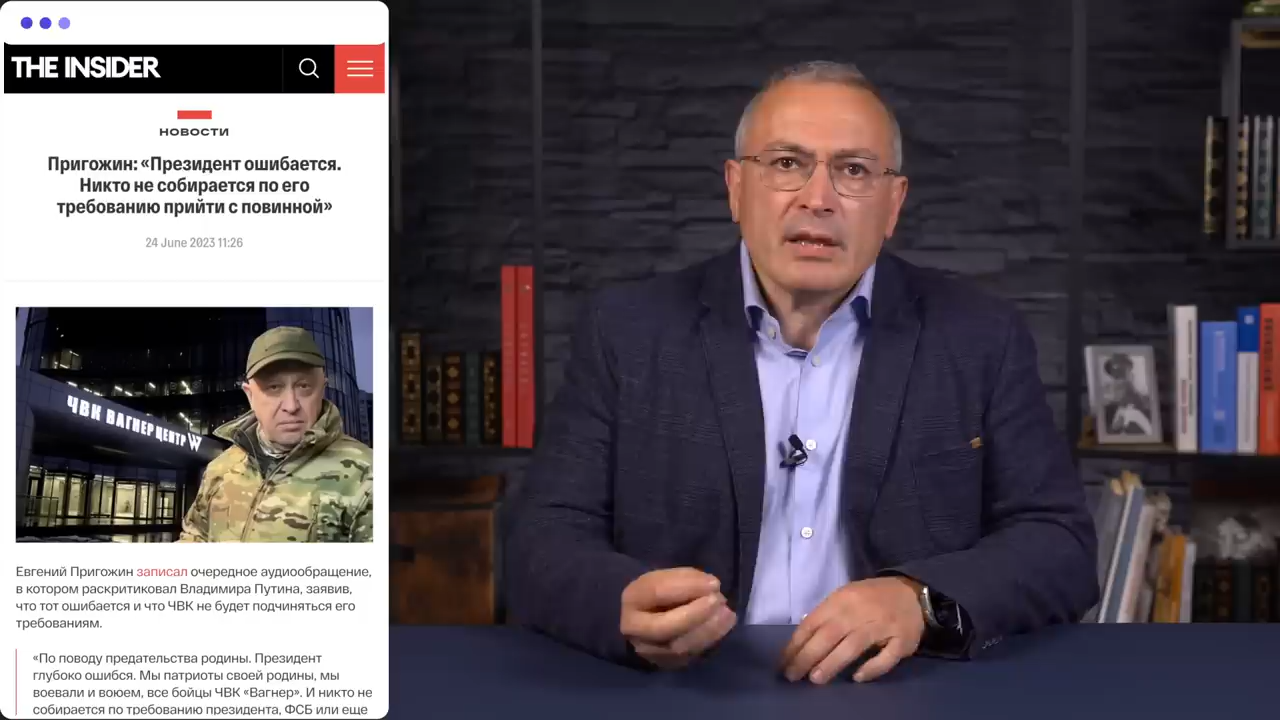 THE INSIDER
НОВОСТИ
Пригожин: «Президент ошибается.
Никто не собирается по его
требованию прийти с повинной»
24 June 2023 11:26
ЧВК ВАГНЕР ЦЕНТР W
Евгений Пригожин записал очередное аудиообращение,
в котором раскритиковал Владимира Путина, заявив,
что тот ошибается и что ЧВК не будет подчиняться его
требованиям.
«По поводу предательства родины. Президент
глубоко ошибся. Мы патриоты своей родины, мы
воевали и воюем, все бойцы ЧВК «Вагнер». И никто не
собирается по требованию президента, ФСБ или еще